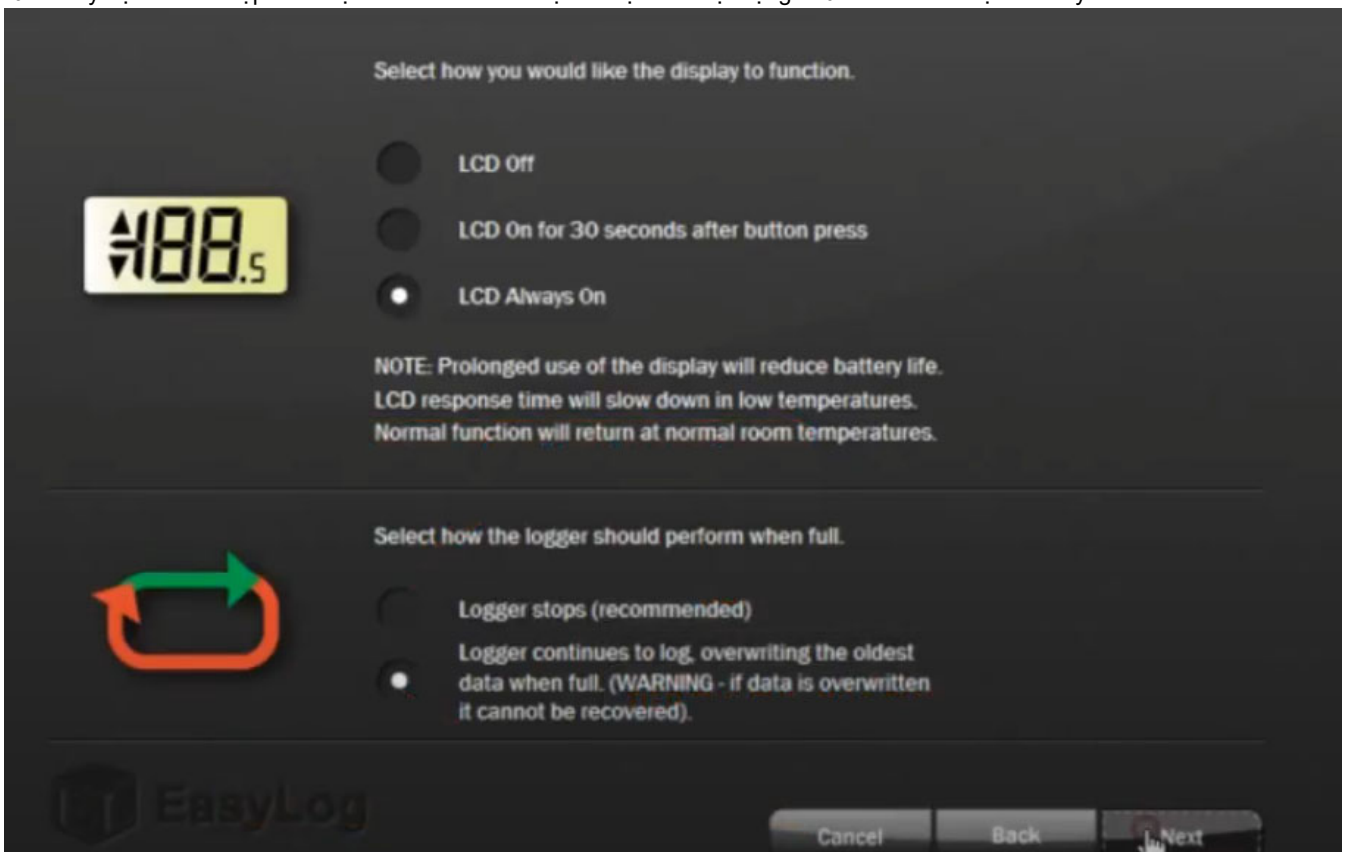 Select how you would like the display to function.
LCD Off
188.5
LCD On for 30 seconds after button press
LCD Always On
NOTE: Prolonged use of the display will reduce battery life.
LCD response time will slow down in low temperatures.
Normal function will return at normal room temperatures.
Select how the logger should perform when full.
Logger stops (recommended)
Logger continues to log, overwriting the oldest
data when full. (WARNING - if data is overwritten
it cannot be recovered).
EasyLog
Cancel Back Next